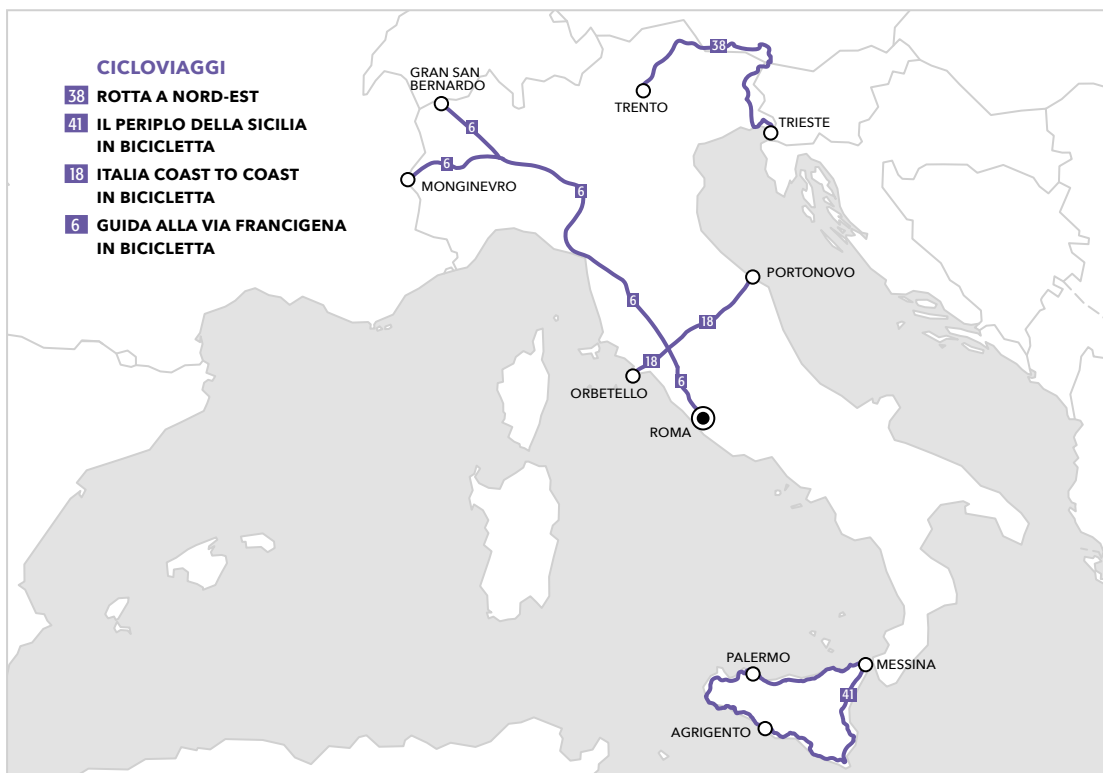 CICLOVIAGGI
38 ROTTA A NORD-EST
41 IL PERIPLO DELLA SICILIA
IN BICICLETTA
18 ITALIA COAST TO COAST
IN BICICLETTA
6 GUIDA ALLA VIA FRANCIGENA
IN BICICLETTA
38
GRAN SAN
BERNARDO
TRENTO
TRIESTE
6
6
MONGINEVRO
6
PORTONOVO
6
18
18
ORBETELLO
6
ROMA
PALERMO
MESSINA
41
AGRIGENTO